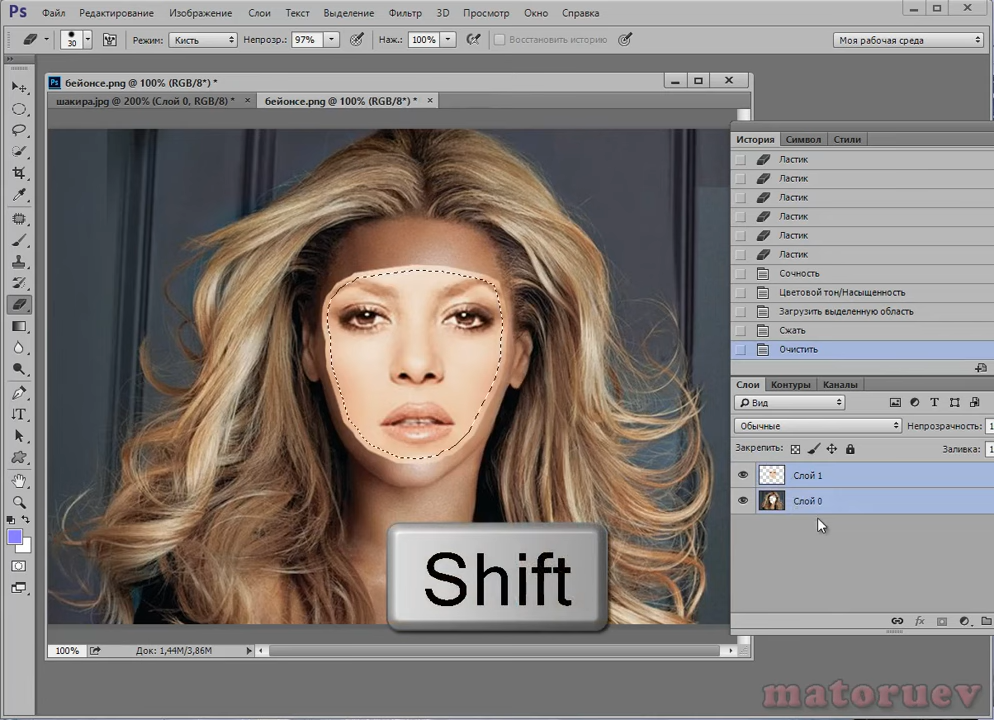 Ps Файл Редактирование Изображение Слои Текст Выделение Фильтр 3D Просмотр Окно Справка
30 Режим: Кисть Непрозр.: 97% Наж.: 100% Восстановить историю Моя рабочая среда
Ps бейонсе.png @ 100% (RGB/8*) *
шакира.jpg @ 200% (Слой 0, RGB/8) * × бейонсе.png @ 100% (RGB/8*) * ×
История Символ Стили
Ластик
Ластик
Ластик
Ластик
Ластик
Ластик
Сочность
Цветовой тон/Насыщенность
Загрузить выделенную область
Сжать
Очистить
Слои Контуры Каналы
Вид
Обычные Непрозрачность: 1
Закрепить: Заливка: 1
Слой 1
Слой 0
Shift
fx
100% Док: 1,44M/3,86M
matoruev